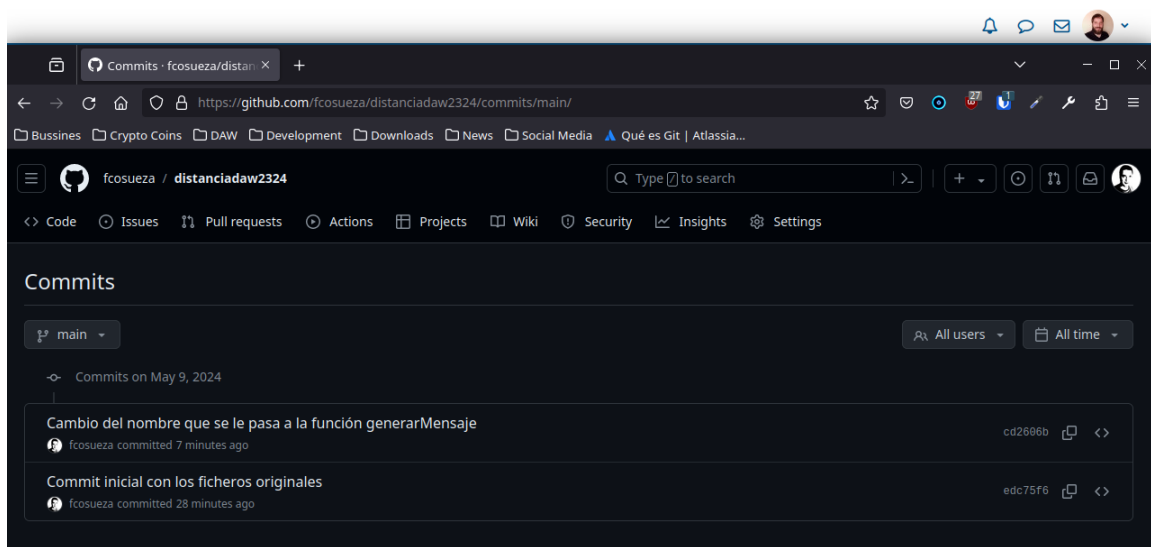 Commits · fcosueza/distan
https://github.com/fcosueza/distanciadaw2324/commits/main/
27
1
Bussines Crypto Coins DAW Development Downloads News Social Media Qué es Git | Atlassia...
fcosueza / distanciadaw2324
Type / to search
Code Issues Pull requests Actions Projects Wiki Security Insights Settings
Commits
main
All users All time
Commits on May 9, 2024
Cambio del nombre que se le pasa a la función generarMensaje
fcosueza committed 7 minutes ago
cd2606b
Commit inicial con los ficheros originales
fcosueza committed 28 minutes ago
edc75f6